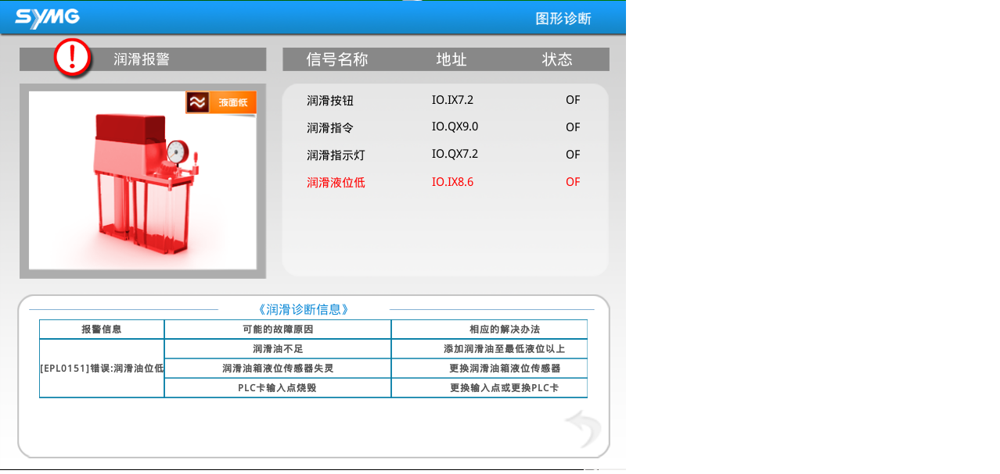 SYMG
图形诊断
润滑报警
信号名称 地址 状态
液面低
润滑按钮 IO.IX7.2 OF
润滑指令 IO.QX9.0 OF
润滑指示灯 IO.QX7.2 OF
润滑液位低 IO.IX8.6 OF
《润滑诊断信息》
报警信息 可能的故障原因 相应的解决办法
润滑油不足 添加润滑油至最低液位以上
[EPL0151]错误:润滑油位低 润滑油箱液位传感器失灵 更换润滑油箱液位传感器
PLC卡输入点烧毁 更换输入点或更换PLC卡